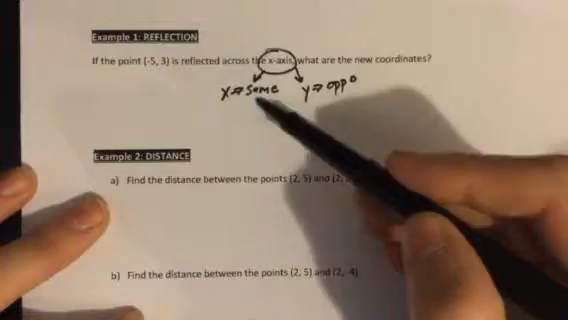 Example 1: REFLECTION
If the point (-5, 3) is reflected across the x-axis, what are the new coordinates?
x⇒same y⇒opp°
Example 2: DISTANCE
a) Find the distance between the points (2, 5) and (2,
b) Find the distance between the points (2, 5) and (2, -4)